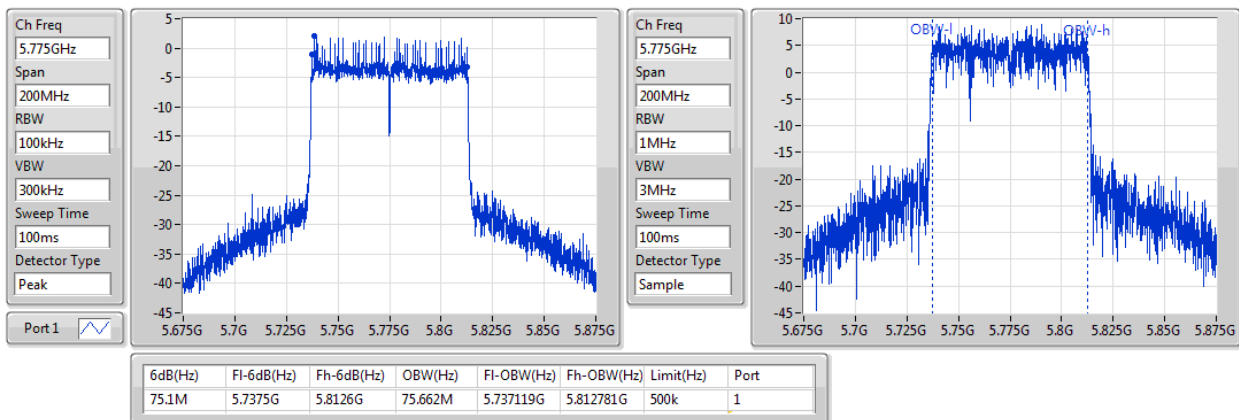 Ch Freq
5.775GHz
Span
200MHz
RBW
100kHz
VBW
300kHz
Sweep Time
100ms
Detector Type
Peak
Port 1
5
0
-5
-10
-15
-20
-25
-30
-35
-40
-45
5.675G 5.7G 5.725G 5.75G 5.775G 5.8G 5.825G 5.85G 5.875G
Ch Freq
5.775GHz
Span
200MHz
RBW
1MHz
VBW
3MHz
Sweep Time
100ms
Detector Type
Sample
10
5
0
-5
-10
-15
-20
-25
-30
-35
-40
-45
OBW-l OBW-h
5.675G 5.7G 5.725G 5.75G 5.775G 5.8G 5.825G 5.85G 5.875G
6dB(Hz) Fl-6dB(Hz) Fh-6dB(Hz) OBW(Hz) Fl-OBW(Hz) Fh-OBW(Hz) Limit(Hz) Port
75.1M 5.7375G 5.8126G 75.662M 5.737119G 5.812781G 500k 1